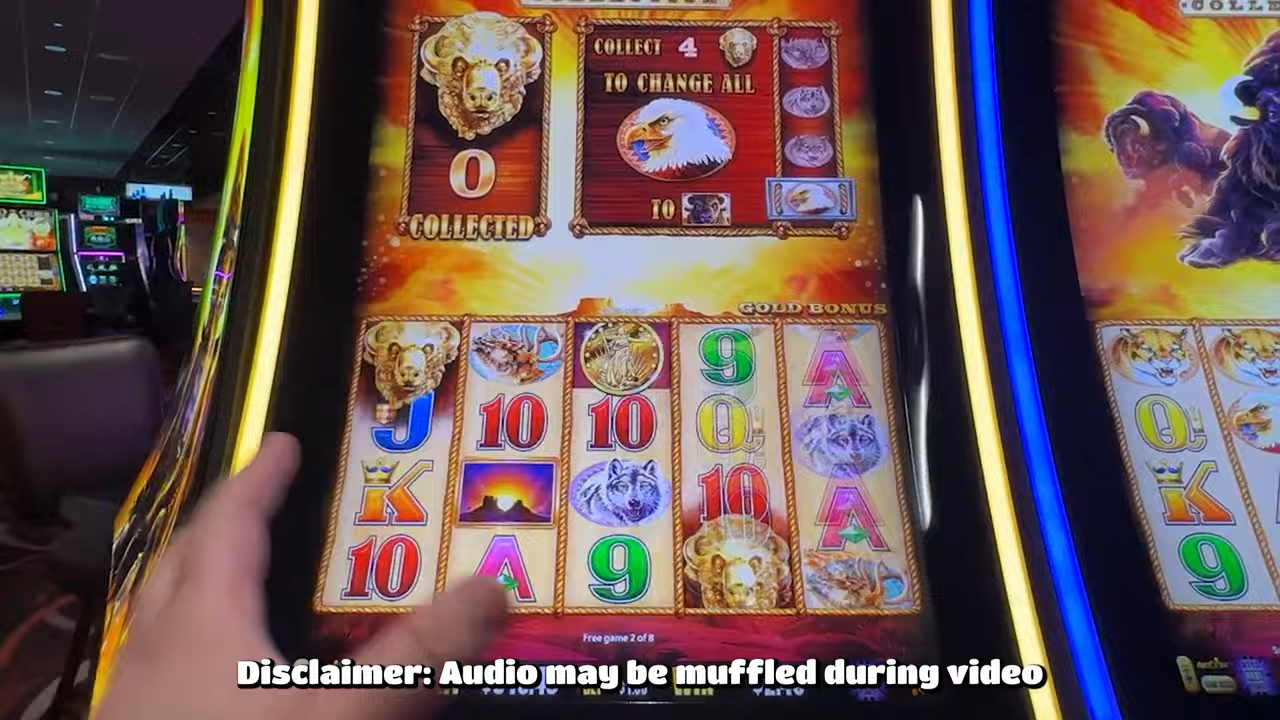 COLLECT 4
TO CHANGE ALL
TO
0
COLLECTED
GOLD BONUS
9 A
J 10 10 Q
K 10 A
10 A 9
Q
K
9
Free game 2 of 8
Disclaimer: Audio may be muffled during video